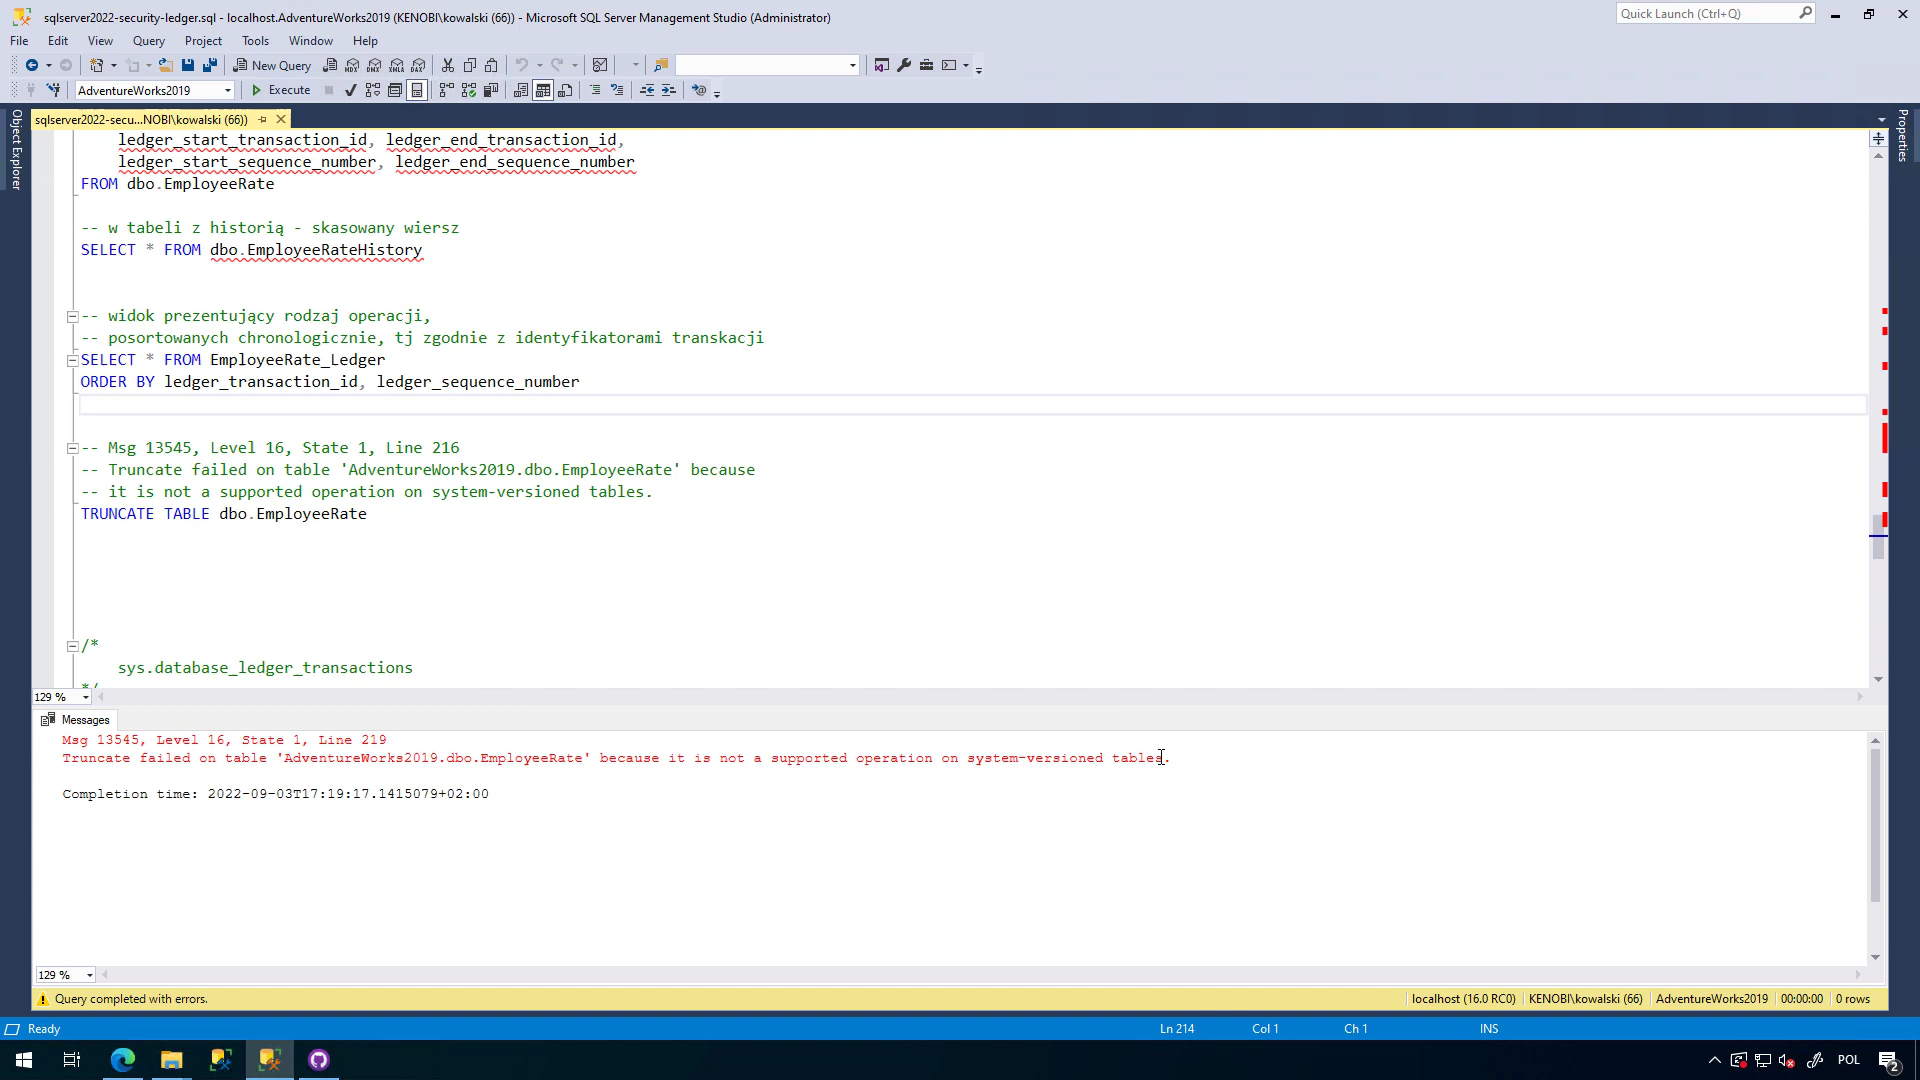 sqlserver2022-security-ledger.sql - localhost.AdventureWorks2019 (KENOBI\kowalski (66)) - Microsoft SQL Server Management Studio (Administrator)
Quick Launch (Ctrl+Q)
File Edit View Query Project Tools Window Help
New Query
MDX DMX XMLA DAX
AdventureWorks2019
Execute
sqlserver2022-secu...NOBI\kowalski (66))
Object Explorer
Properties
ledger_start_transaction_id, ledger_end_transaction_id,
ledger_start_sequence_number, ledger_end_sequence_number
FROM dbo.EmployeeRate
-- w tabeli z historią - skasowany wiersz
SELECT * FROM dbo.EmployeeRateHistory
-- widok prezentujący rodzaj operacji,
-- posortowanych chronologicznie, tj zgodnie z identyfikatorami transkacji
SELECT * FROM EmployeeRate_Ledger
ORDER BY ledger_transaction_id, ledger_sequence_number
-- Msg 13545, Level 16, State 1, Line 216
-- Truncate failed on table 'AdventureWorks2019.dbo.EmployeeRate' because
-- it is not a supported operation on system-versioned tables.
TRUNCATE TABLE dbo.EmployeeRate
/*
sys.database_ledger_transactions
*/
129 %
Messages
Msg 13545, Level 16, State 1, Line 219
Truncate failed on table 'AdventureWorks2019.dbo.EmployeeRate' because it is not a supported operation on system-versioned tables.
Completion time: 2022-09-03T17:19:17.1415079+02:00
129 %
Query completed with errors.
localhost (16.0 RC0) KENOBI\kowalski (66) AdventureWorks2019 00:00:00 0 rows
Ready
Ln 214 Col 1 Ch 1 INS
POL
2